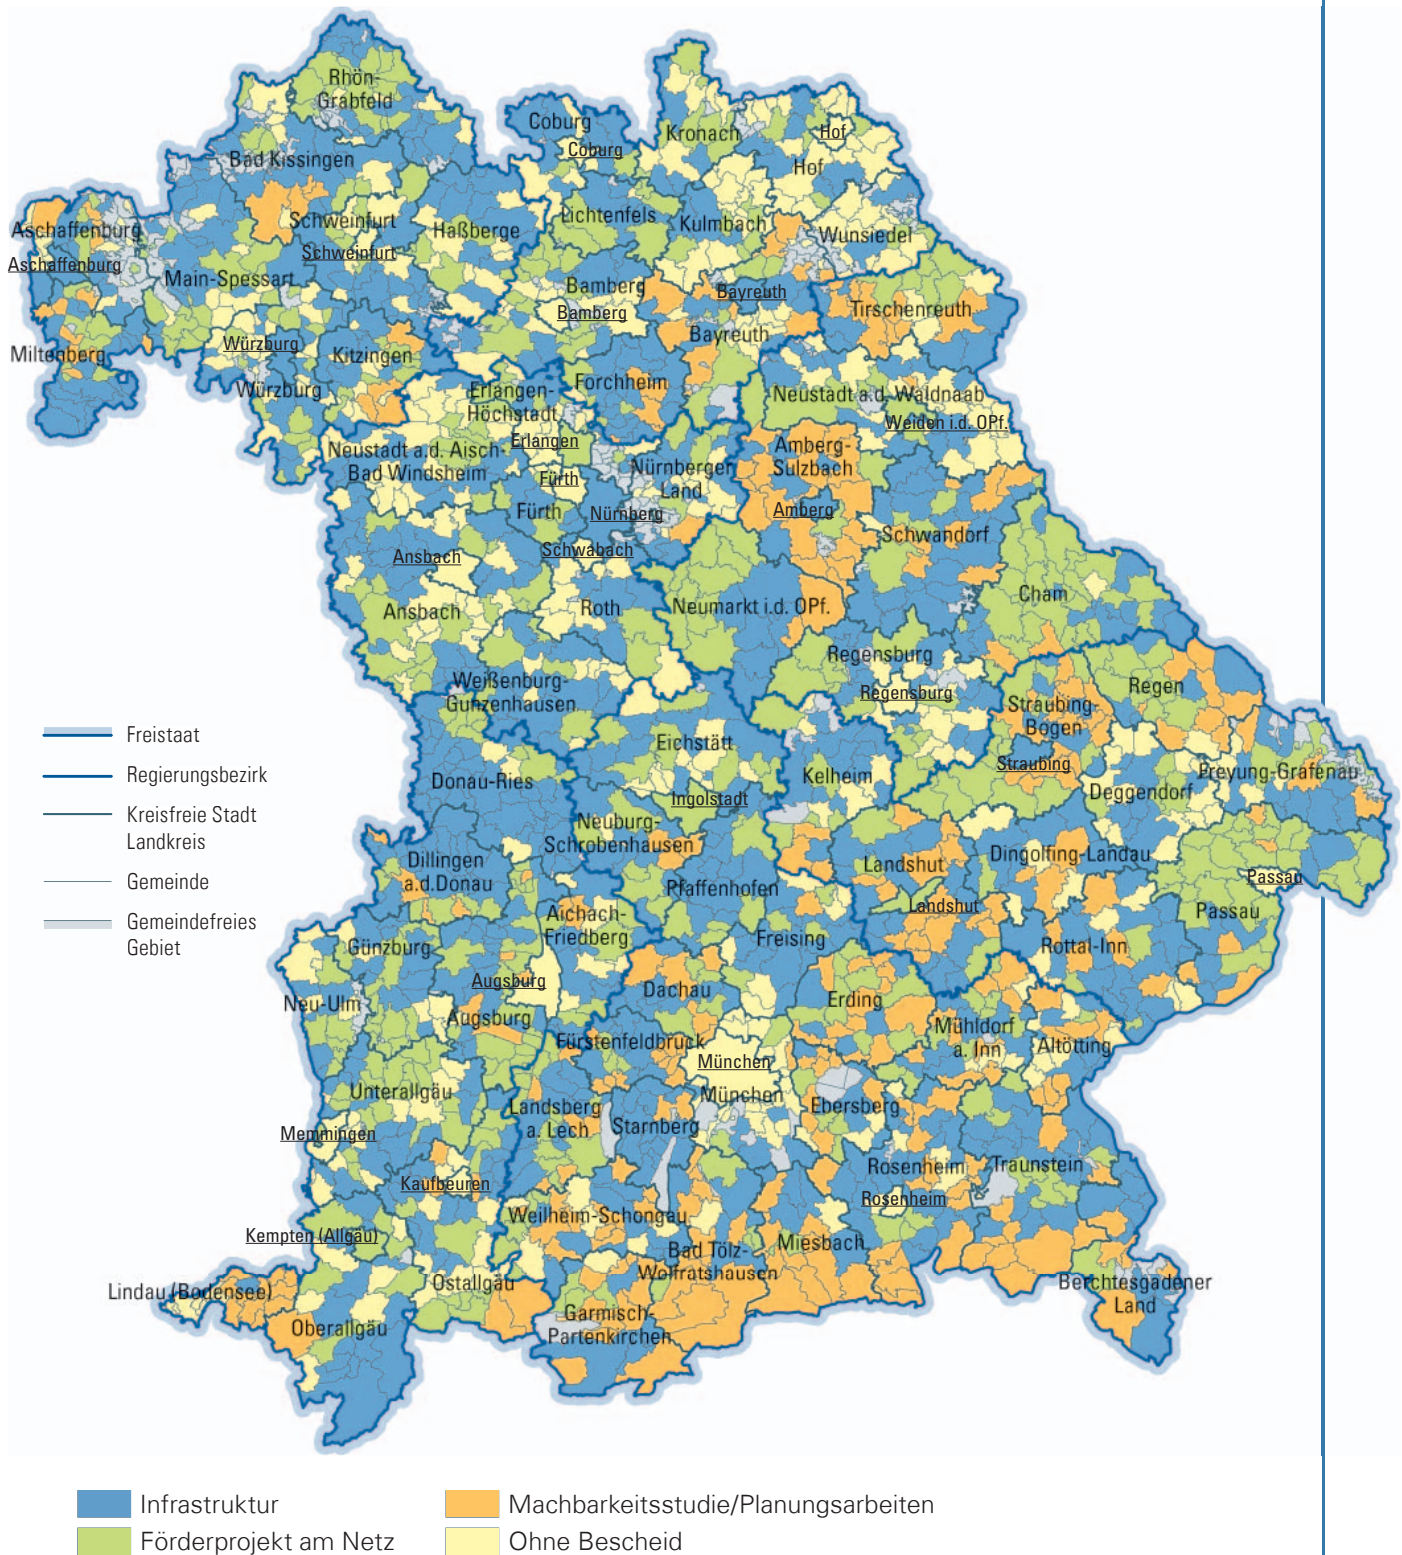 Rhön-
Grabfeld
Coburg
Coburg
Kronach
Hof
Hof
Bad Kissingen
Lichtenfels
Kulmbach
Wunsiedel
Schweinfurt
Schweinfurt
Haßberge
Aschaffenburg
Aschaffenburg
Main-Spessart
Bamberg
Bamberg
Bayreuth
Bayreuth
Tirschenreuth
Miltenberg
Würzburg
Würzburg
Kitzingen
Forchheim
Erlangen-
Höchstadt
Erlangen
Neustadt a.d. Waldnaab
Weiden i.d. OPf.
Neustadt a.d. Aisch-
Bad Windsheim
Fürth
Fürth
Nürnberger
Land
Nürnberg
Amberg-
Sulzbach
Amberg
Schwandorf
Ansbach
Ansbach
Schwabach
Roth
Neumarkt i.d. OPf.
Cham
Regensburg
Regensburg
Weißenburg-
Gunzenhausen
Straubing-
Bogen
Straubing
Regen
Freistaat
Regierungsbezirk
Kreisfreie Stadt
Landkreis
Gemeinde
Gemeindefreies
Gebiet
Donau-Ries
Eichstätt
Ingolstadt
Kelheim
Deggendorf
Freyung-Grafenau
Neuburg-
Schrobenhausen
Dillingen
a.d.Donau
Pfaffenhofen
Landshut
Landshut
Dingolfing-Landau
Passau
Passau
Aichach-
Friedberg
Freising
Rottal-Inn
Günzburg
Augsburg
Augsburg
Neu-Ulm
Dachau
Erding
Mühldorf
a. Inn
Altötting
Fürstenfeldbruck
München
München
Unterallgäu
Memmingen
Landsberg
a. Lech
Starnberg
Ebersberg
Kaufbeuren
Rosenheim
Rosenheim
Traunstein
Weilheim-Schongau
Kempten (Allgäu)
Bad Tölz-
Wolfratshausen
Miesbach
Lindau (Bodensee)
Ostallgäu
Oberallgäu
Garmisch-
Partenkirchen
Berchtesgadener
Land
Infrastruktur
Machbarkeitsstudie/Planungsarbeiten
Förderprojekt am Netz
Ohne Bescheid